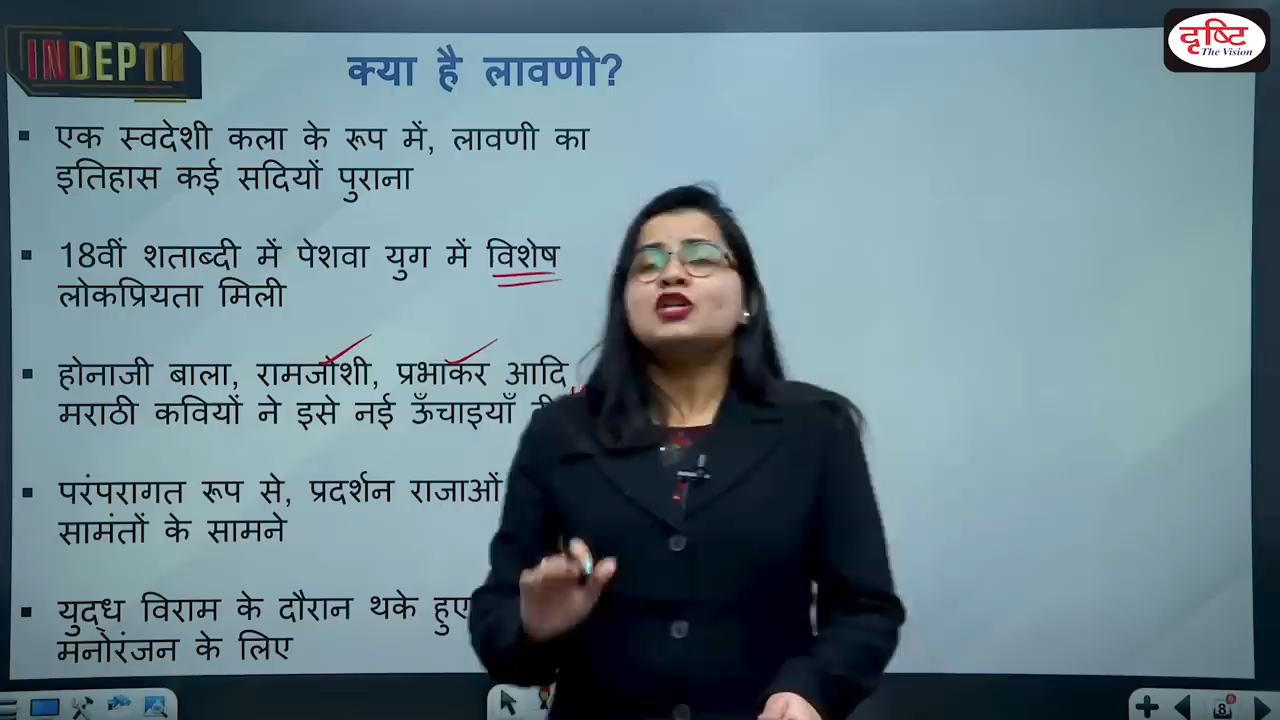 INDEPTH
क्या है लावणी?
दृष्टि
The Vision
▪ एक स्वदेशी कला के रूप में, लावणी का
इतिहास कई सदियों पुराना
▪ 18वीं शताब्दी में पेशवा युग में विशेष
लोकप्रियता मिली
▪ होनाजी बाला, रामजोशी, प्रभाकर आदि
मराठी कवियों ने इसे नई ऊँचाइयाँ
▪ परंपरागत रूप से, प्रदर्शन राजाओं
सामंतों के सामने
▪ युद्ध विराम के दौरान थके हुए
मनोरंजन के लिए
8